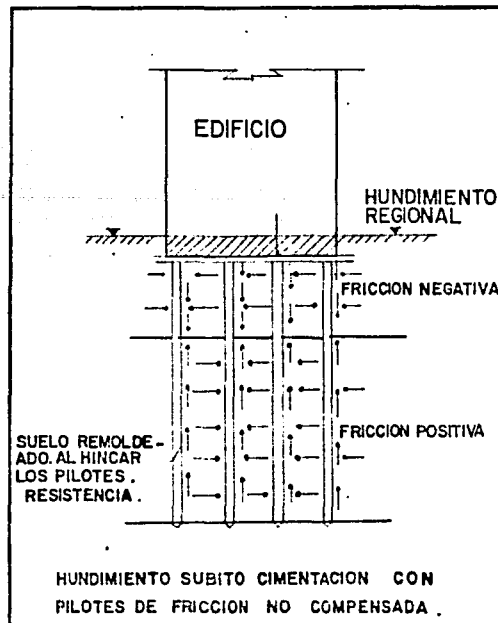 EDIFICIO
HUNDIMIENTO
REGIONAL
FRICCION NEGATIVA
FRICCION POSITIVA
SUELO REMOLDE-
ADO. AL HINCAR
LOS PILOTES.
RESISTENCIA.
HUNDIMIENTO SUBITO CIMENTACION CON
PILOTES DE FRICCION NO COMPENSADA.